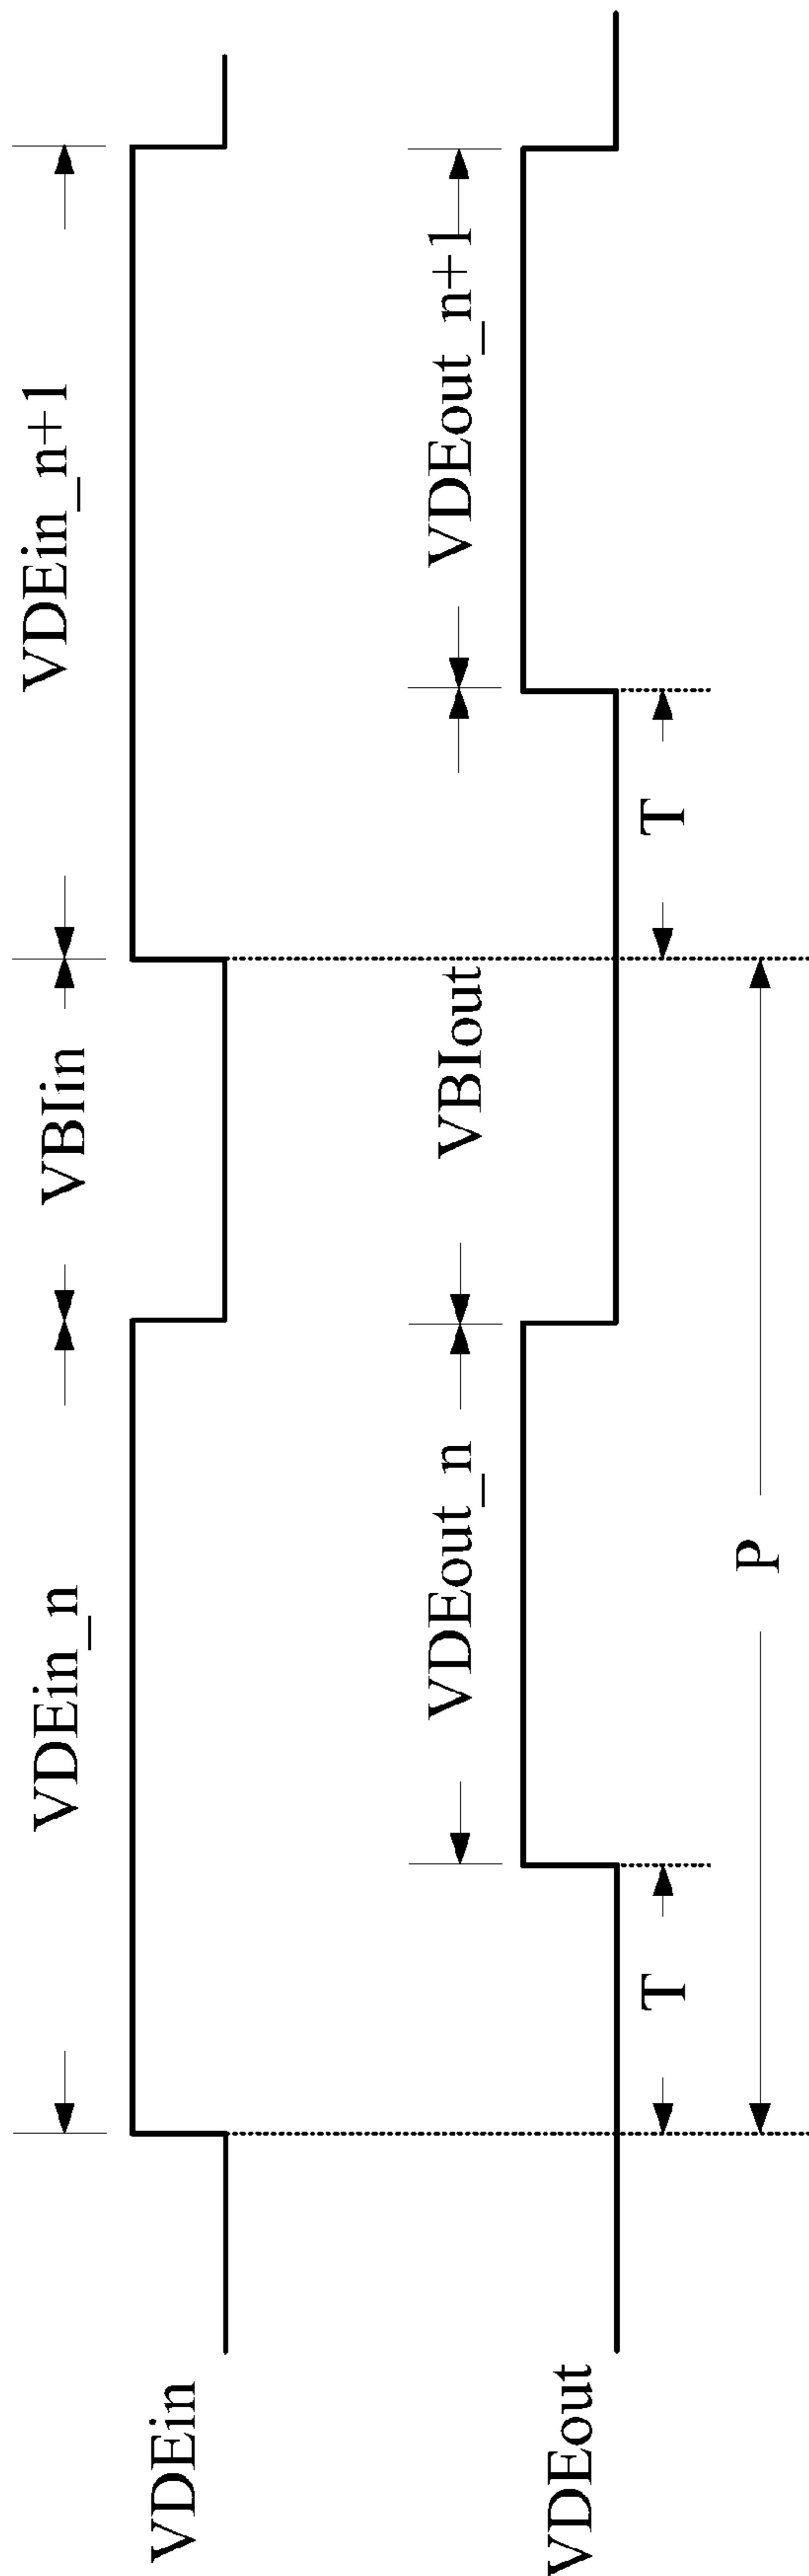 VDEin
VDEin_n
VBIin
VDEin_n+1
VDEout
VDEout_n
VBIout
VDEout_n+1
T
T
P